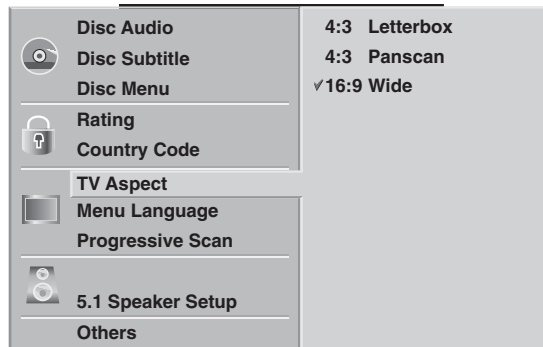 Disc Audio
Disc Subtitle
Disc Menu
Rating
Country Code
TV Aspect
Menu Language
Progressive Scan
5.1 Speaker Setup
Others
4:3 Letterbox
4:3 Panscan
✓16:9 Wide